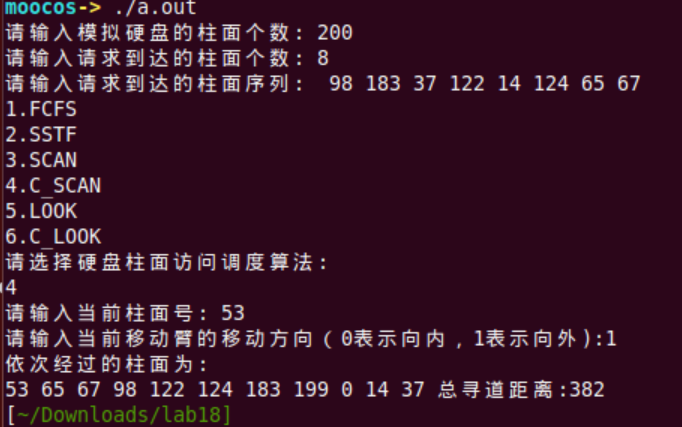 moocos-> ./a.out
请输入模拟硬盘的柱面个数: 200
请输入请求到达的柱面个数: 8
请输入请求到达的柱面序列: 98 183 37 122 14 124 65 67
1.FCFS
2.SSTF
3.SCAN
4.C_SCAN
5.LOOK
6.C_LOOK
请选择硬盘柱面访问调度算法:
4
请输入当前柱面号: 53
请输入当前移动臂的移动方向（0表示向内，1表示向外):1
依次经过的柱面为:
53 65 67 98 122 124 183 199 0 14 37 总寻道距离:382
[~/Downloads/lab18]